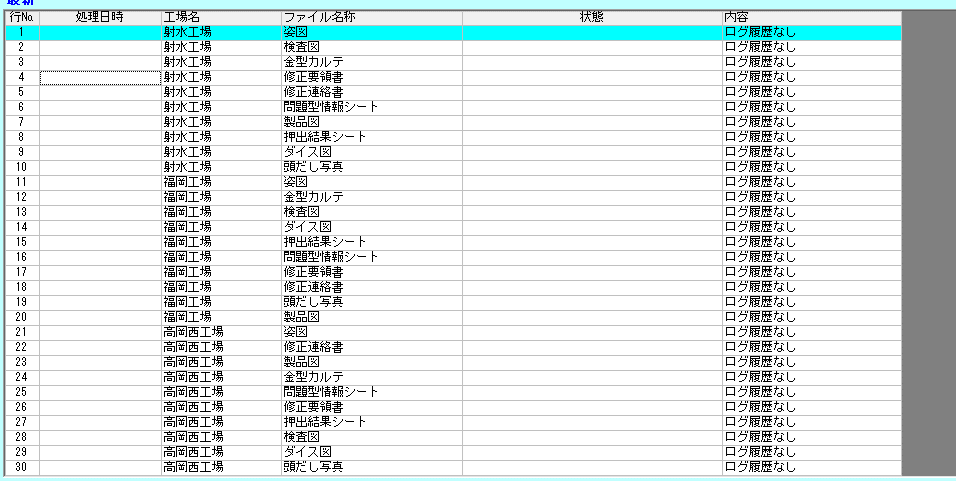 最新
行No 処理日時 工場名 ファイル名称 状態 内容
1 射水工場 姿図 ログ履歴なし
2 射水工場 検査図 ログ履歴なし
3 射水工場 金型カルテ ログ履歴なし
4 射水工場 修正要領書 ログ履歴なし
5 射水工場 修正連絡書 ログ履歴なし
6 射水工場 問題型情報シート ログ履歴なし
7 射水工場 製品図 ログ履歴なし
8 射水工場 押出結果シート ログ履歴なし
9 射水工場 ダイス図 ログ履歴なし
10 射水工場 頭だし写真 ログ履歴なし
11 福岡工場 姿図 ログ履歴なし
12 福岡工場 金型カルテ ログ履歴なし
13 福岡工場 検査図 ログ履歴なし
14 福岡工場 ダイス図 ログ履歴なし
15 福岡工場 押出結果シート ログ履歴なし
16 福岡工場 問題型情報シート ログ履歴なし
17 福岡工場 修正要領書 ログ履歴なし
18 福岡工場 修正連絡書 ログ履歴なし
19 福岡工場 頭だし写真 ログ履歴なし
20 福岡工場 製品図 ログ履歴なし
21 高岡西工場 姿図 ログ履歴なし
22 高岡西工場 修正連絡書 ログ履歴なし
23 高岡西工場 製品図 ログ履歴なし
24 高岡西工場 金型カルテ ログ履歴なし
25 高岡西工場 問題型情報シート ログ履歴なし
26 高岡西工場 修正要領書 ログ履歴なし
27 高岡西工場 押出結果シート ログ履歴なし
28 高岡西工場 検査図 ログ履歴なし
29 高岡西工場 ダイス図 ログ履歴なし
30 高岡西工場 頭だし写真 ログ履歴なし